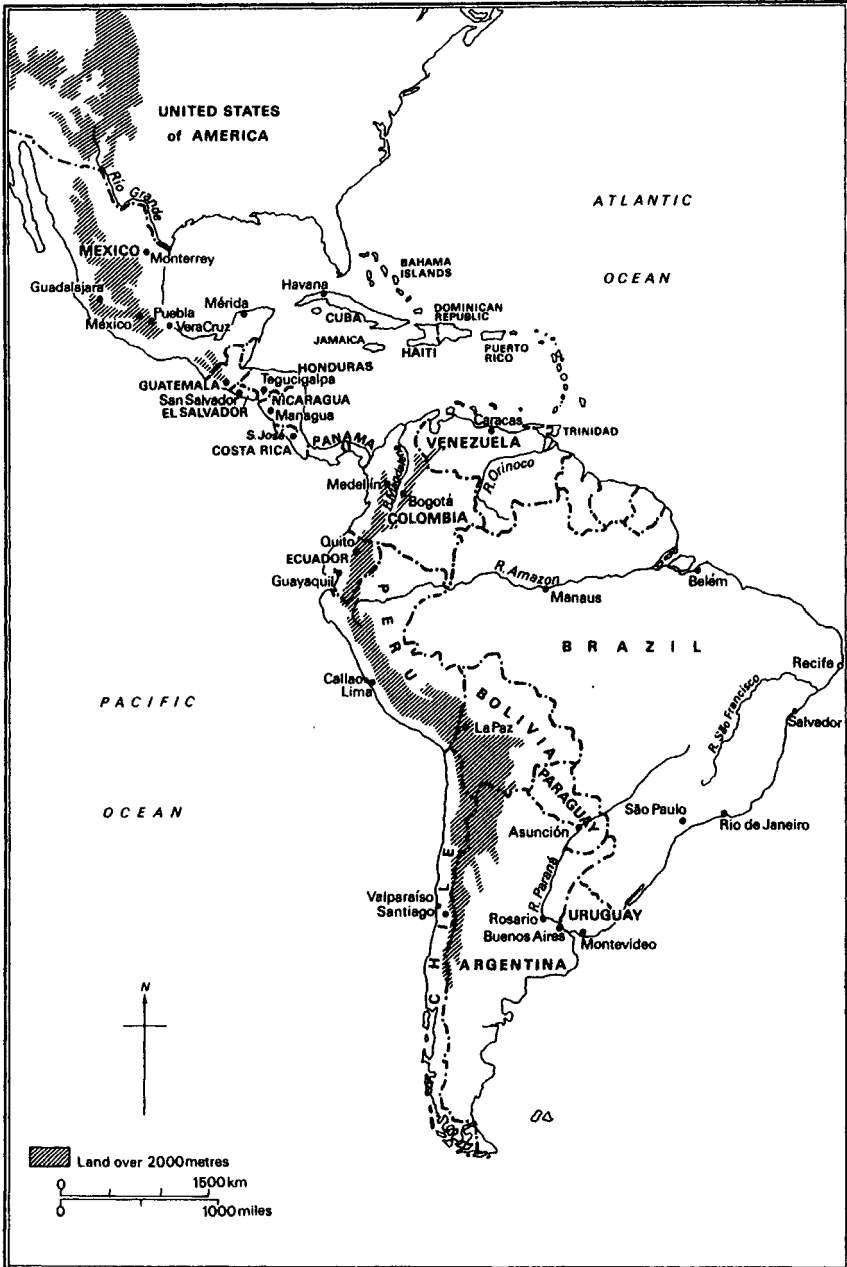 UNITED STATES
of AMERICA
Río Grande
ATLANTIC
OCEAN
MEXICO
Monterrey
Guadalajara
México
Puebla
VeraCruz
Mérida
Havana
BAHAMA
ISLANDS
CUBA
DOMINICAN
REPUBLIC
JAMAICA
HAITI
PUERTO
RICO
HONDURAS
GUATEMALA
Tegucigalpa
San Salvador
NICARAGUA
EL SALVADOR
Managua
S. José
COSTA RICA
PANAMA
Caracas
TRINIDAD
VENEZUELA
R. Orinoco
Medellín
R. Magdalena
Bogotá
COLOMBIA
Quito
ECUADOR
Guayaquil
R. Amazon
Manaus
Belém
PERU
BRAZIL
Recife
Callao
Lima
PACIFIC
OCEAN
BOLIVIA
La Paz
R. São Francisco
Salvador
PARAGUAY
São Paulo
Rio de Janeiro
Asunción
R. Paraná
CHILE
Valparaíso
Santiago
Rosario
URUGUAY
Buenos Aires
Montevideo
ARGENTINA
N
Land over 2000 metres
0 1500 km
0 1000 miles